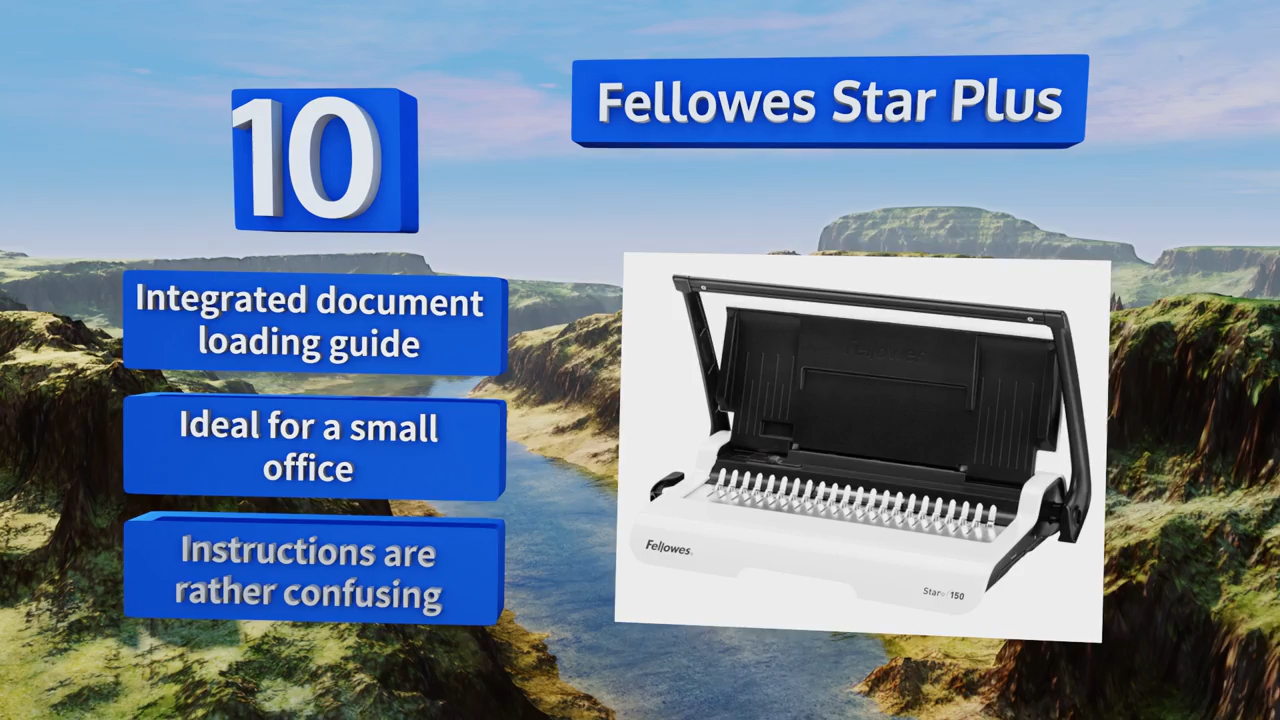 10
Fellowes Star Plus
Integrated document
loading guide
Ideal for a small
office
Instructions are
rather confusing
Fellowes
Fellowes
Star+ 150